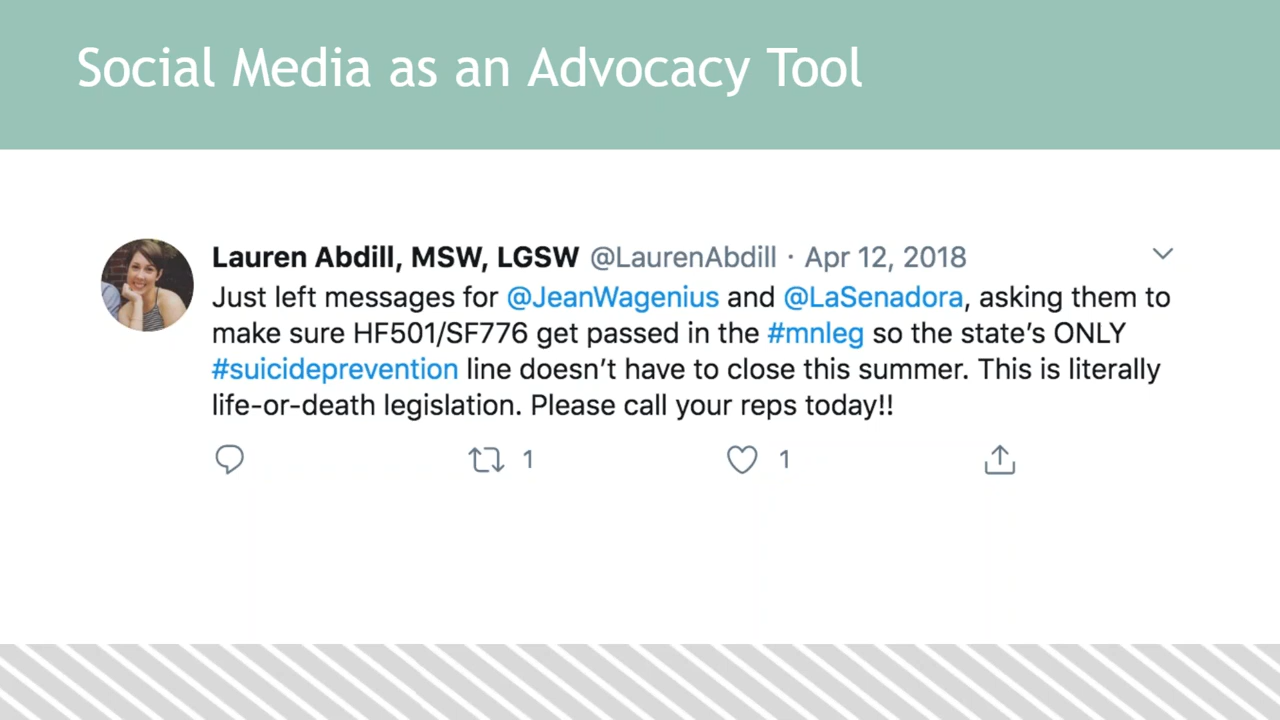 Social Media as an Advocacy Tool
Lauren Abdill, MSW, LGSW @LaurenAbdill · Apr 12, 2018
Just left messages for @JeanWagenius and @LaSenadora, asking them to
make sure HF501/SF776 get passed in the #mnleg so the state’s ONLY
#suicideprevention line doesn’t have to close this summer. This is literally
life-or-death legislation. Please call your reps today!!
1 1